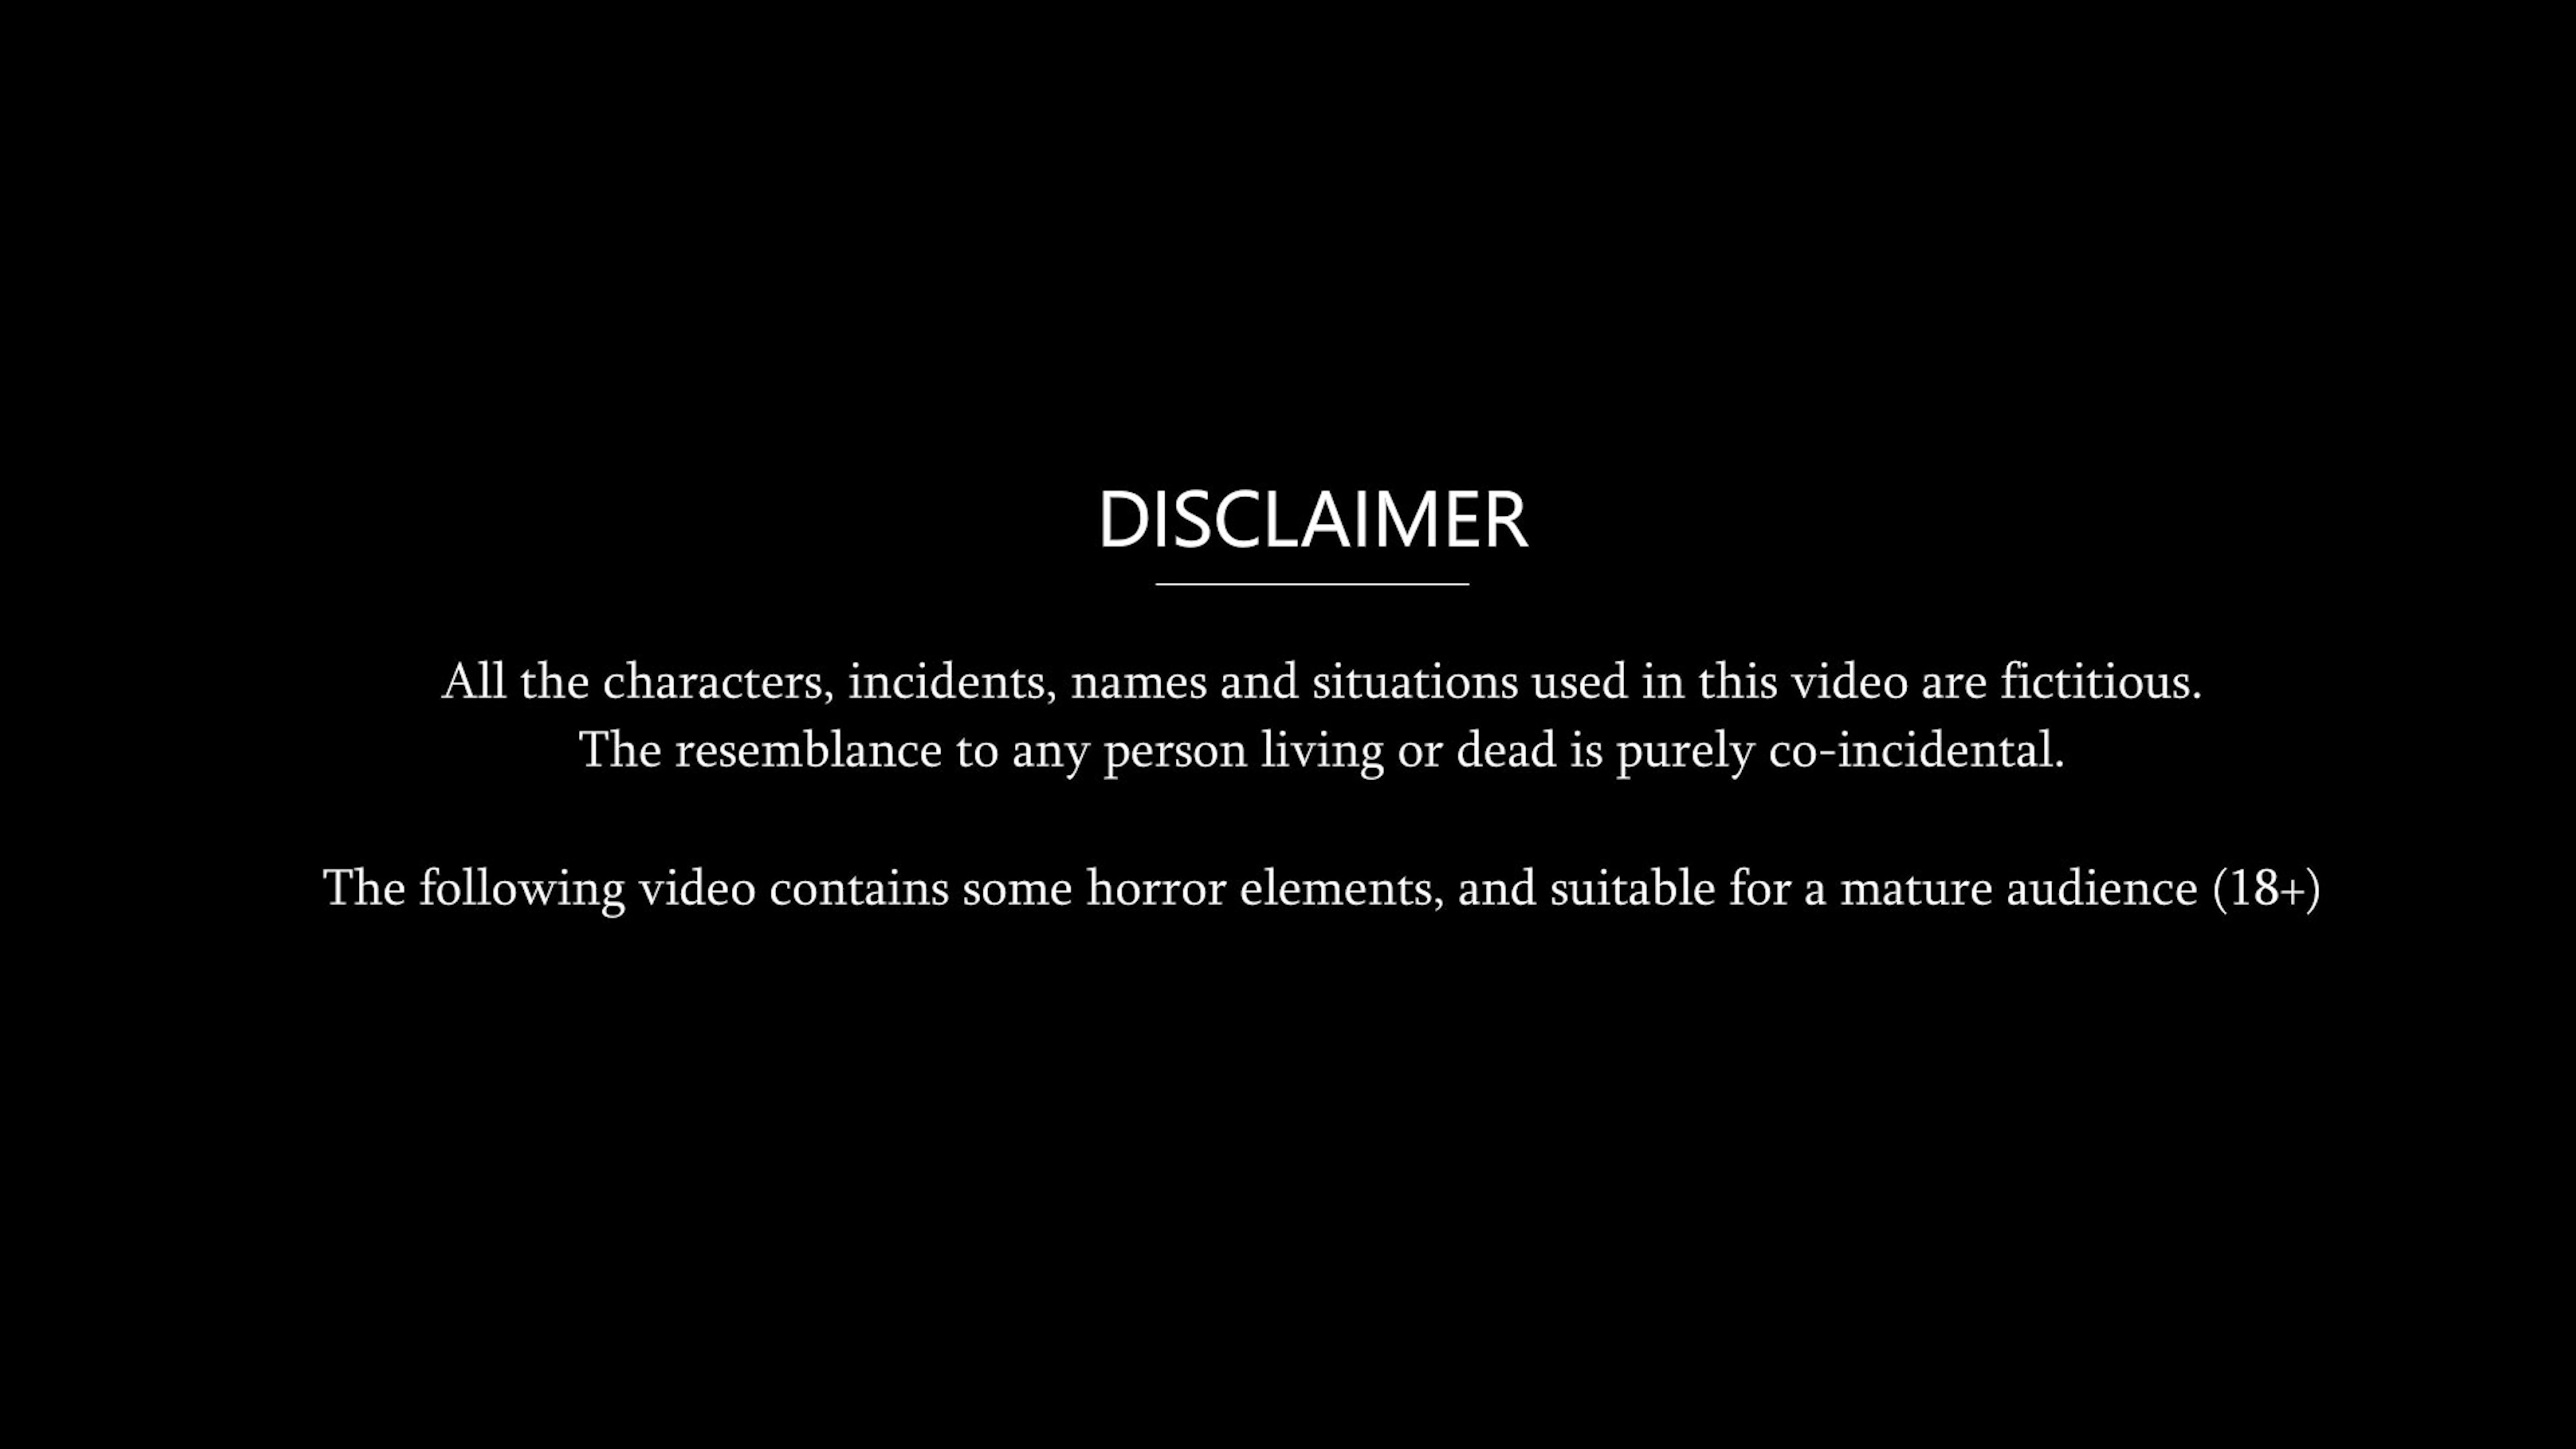 DISCLAIMER
All the characters, incidents, names and situations used in this video are fictitious.
The resemblance to any person living or dead is purely co-incidental.
The following video contains some horror elements, and suitable for a mature audience (18+)